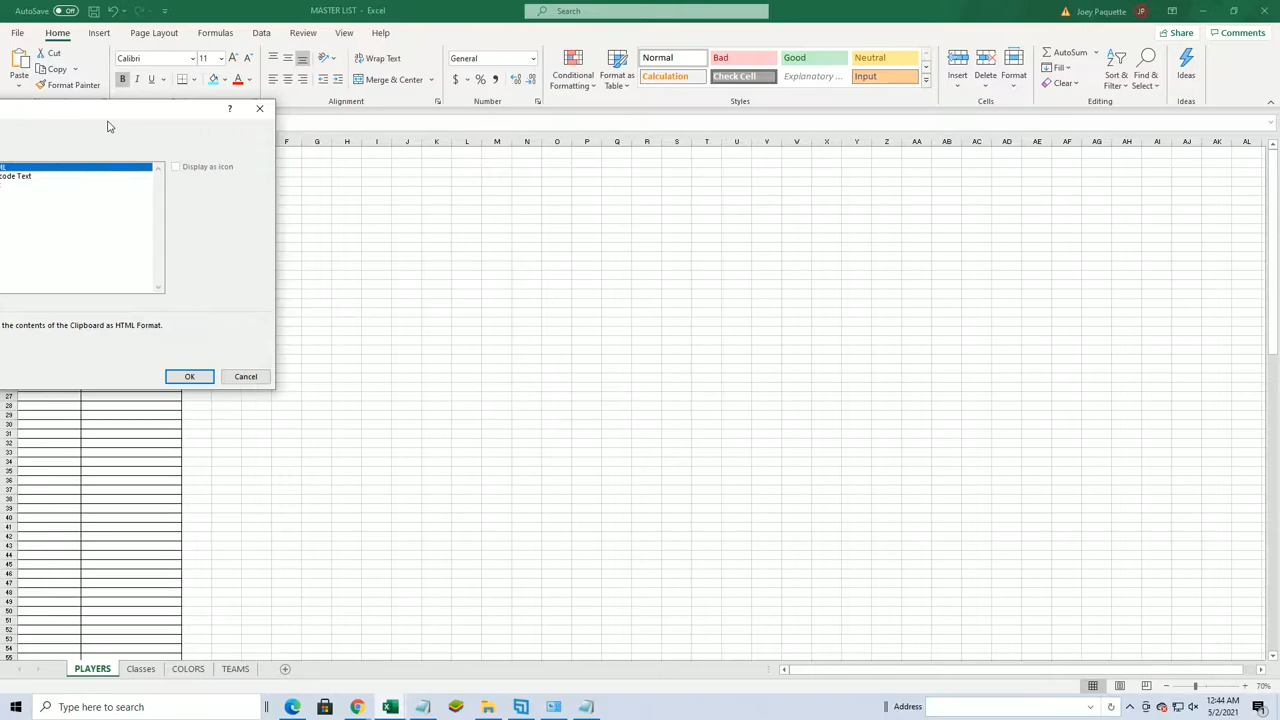 AutoSave Off MASTER LIST - Excel Search Joey Paquette JP
File Home Insert Page Layout Formulas Data Review View Help Share Comments
Paste Cut Copy Format Painter
Calibri 11
B I U
Wrap Text
Merge & Center
General
$ % ,
Conditional Formatting Format as Table
Normal Bad Good Neutral
Calculation Check Cell Explanatory ... Input
Insert Delete Format
AutoSum Fill Clear
Sort & Filter Find & Select
Ideas
Alignment Number Styles Cells Editing Ideas
?
F G H I J K L M N O P Q R S T U V W X Y Z AA AB AC AD AE AF AG AH AI AJ AK AL
Display as icon
code Text
the contents of the Clipboard as HTML Format.
OK Cancel
27
28
29
30
31
32
33
34
35
36
37
38
39
40
41
42
43
44
45
46
47
48
49
50
51
52
53
54
55
PLAYERS Classes COLORS TEAMS
70%
Type here to search
Address
12:44 AM
5/2/2021